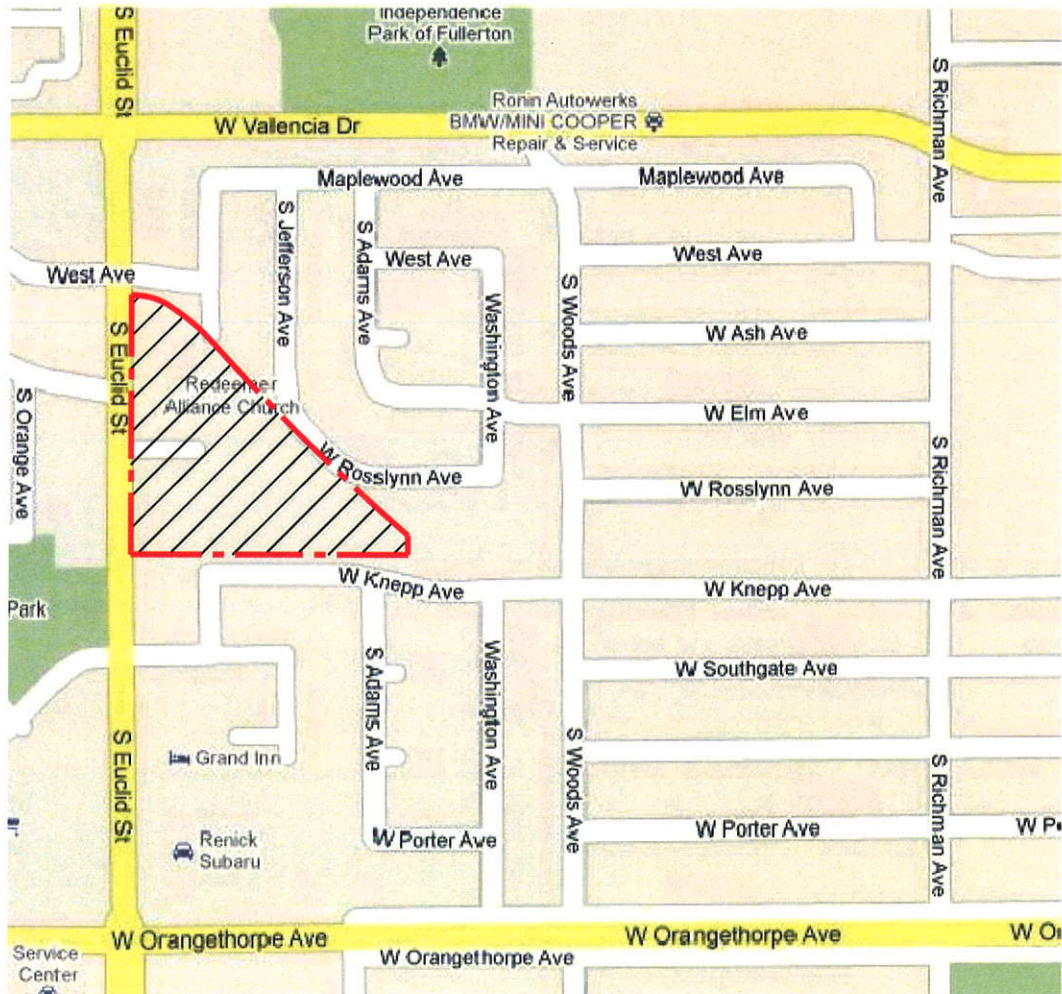 S Euclid St
Independence
Park of Fullerton
S Richman Ave
Ronin Autowerks
BMW/MINI COOPER
Repair & Service
W Valencia Dr
Maplewood Ave
Maplewood Ave
S Jefferson Ave
S Adams Ave
West Ave
West Ave
West Ave
Washington Ave
S Woods Ave
S Euclid St
W Ash Ave
Redeemer
Alliance Church
S Orange Ave
W Elm Ave
W Rosslynn Ave
W Rosslynn Ave
S Richman Ave
W Knepp Ave
W Knepp Ave
Park
Washington Ave
S Adams Ave
W Southgate Ave
S Euclid St
Grand Inn
S Woods Ave
S Richman Ave
Renick
Subaru
W Porter Ave
W Porter Ave
W P
W Orangethorpe Ave
W Orangethorpe Ave
W O
Service
Center
W Orangethorpe Ave